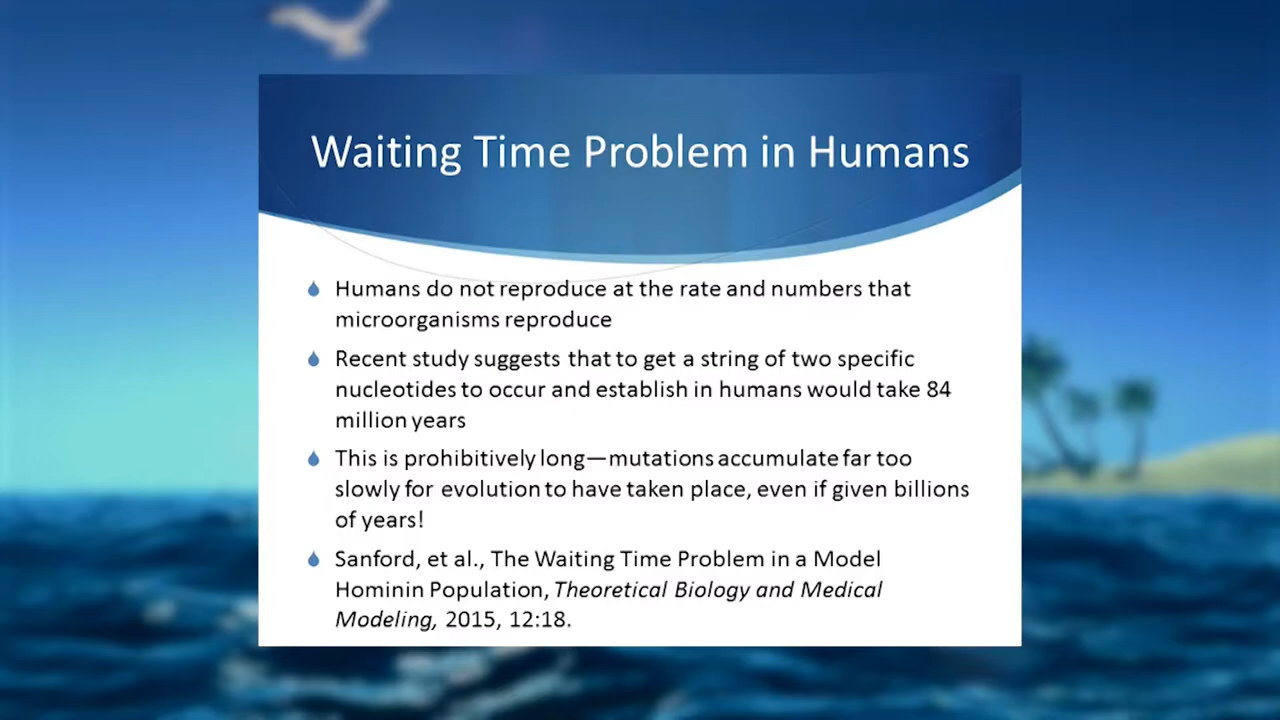 Waiting Time Problem in Humans
Humans do not reproduce at the rate and numbers that
microorganisms reproduce
Recent study suggests that to get a string of two specific
nucleotides to occur and establish in humans would take 84
million years
This is prohibitively long—mutations accumulate far too
slowly for evolution to have taken place, even if given billions
of years!
Sanford, et al., The Waiting Time Problem in a Model
Hominin Population, Theoretical Biology and Medical
Modeling, 2015, 12:18.